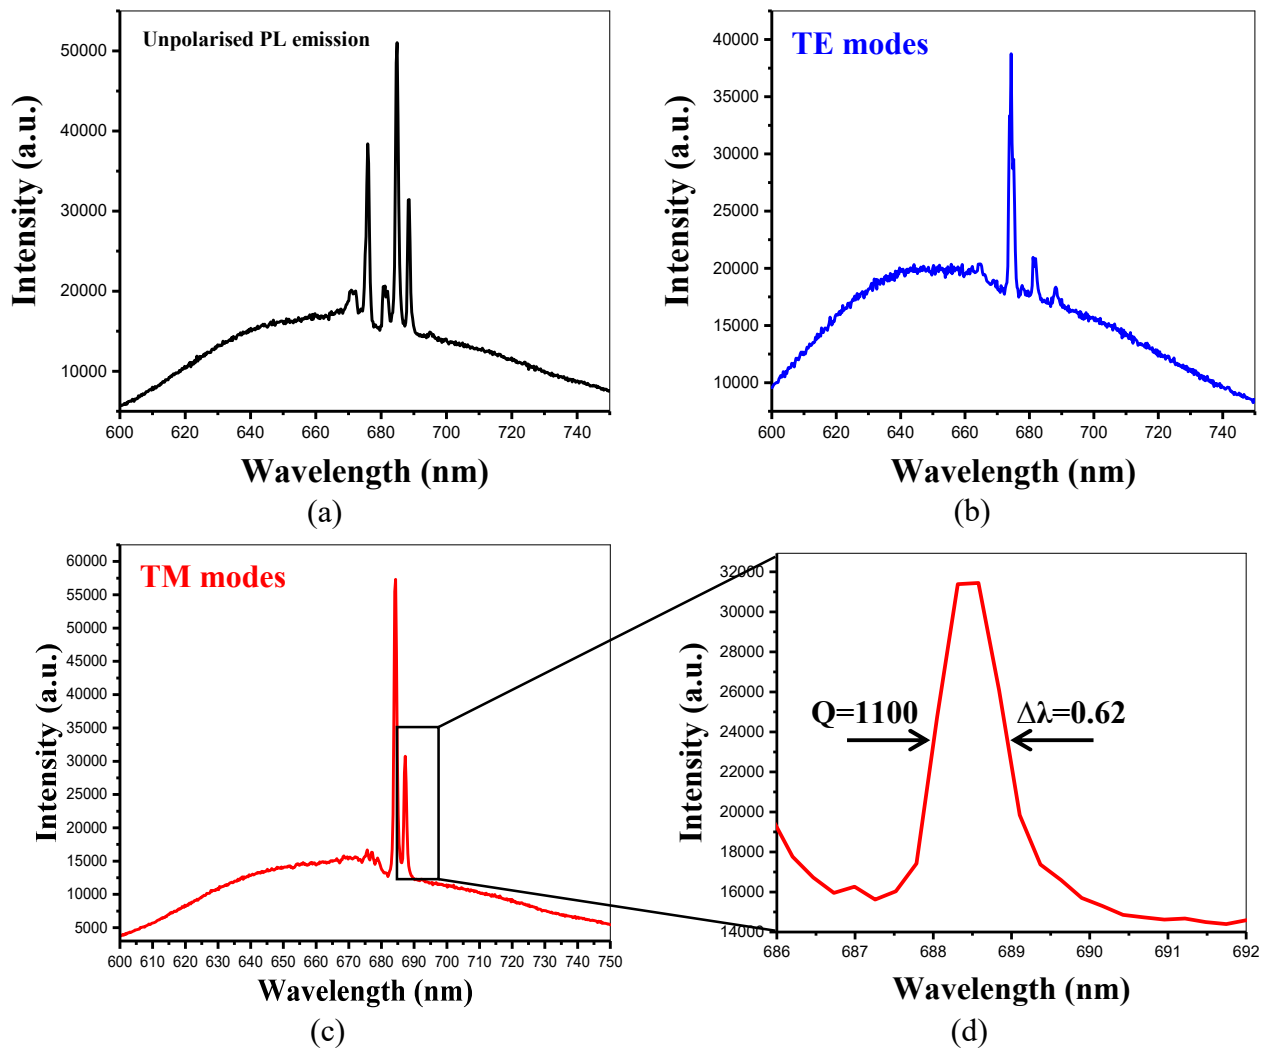 Unpolarised PL emission
Intensity (a.u.)
50000
40000
30000
20000
10000
600 620 640 660 680 700 720 740
Wavelength (nm)
(a)
TE modes
Intensity (a.u.)
40000
35000
30000
25000
20000
15000
10000
600 620 640 660 680 700 720 740
Wavelength (nm)
(b)
TM modes
Intensity (a.u.)
60000
55000
50000
45000
40000
35000
30000
25000
20000
15000
10000
5000
600 610 620 630 640 650 660 670 680 690 700 710 720 730 740 750
Wavelength (nm)
(c)
Intensity (a.u.)
32000
30000
28000
26000
24000
22000
20000
18000
16000
14000
Q=1100 Δλ=0.62
686 687 688 689 690 691 692
Wavelength (nm)
(d)